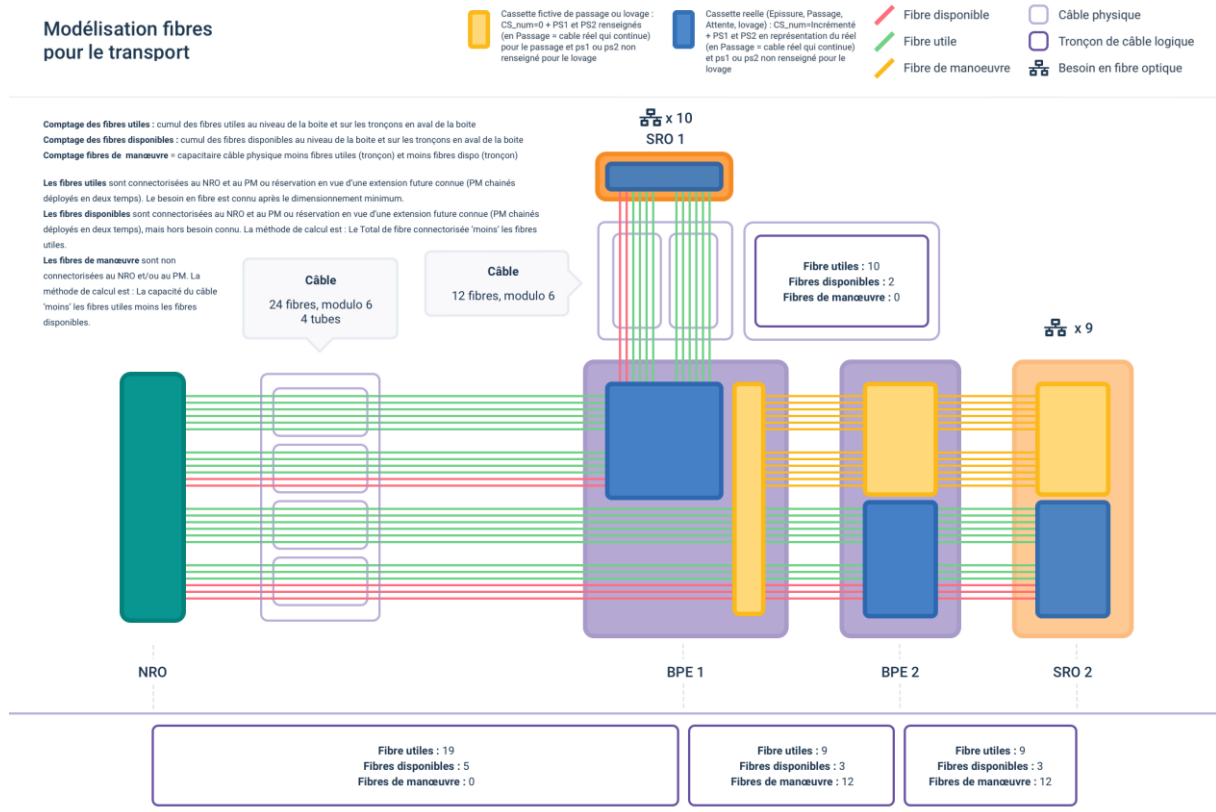 Modélisation fibres
pour le transport
Cassette fictive de passage ou lovage :
CS_num=0 + PS1 et PS2 renseignés
(en Passage = cable réel qui continue)
pour le passage et ps1 ou ps2 non
renseigné pour le lovage
Cassette reelle (Epissure, Passage,
Attente, lovage) : CS_num=Incrémenté
+ PS1 et PS2 en représentation du réel
(en Passage = cable réel qui continue)
et ps1 ou ps2 non renseigné pour le
lovage
Fibre disponible
Fibre utile
Fibre de manoeuvre
Câble physique
Tronçon de câble logique
Besoin en fibre optique
Comptage des fibres utiles : cumul des fibres utiles au niveau de la boite et sur les tronçons en aval de la boite
Comptage des fibres disponibles : cumul des fibres disponibles au niveau de la boite et sur les tronçons en aval de la boite
Comptage fibres de manœuvre = capacitaire câble physique moins fibres utiles (tronçon) et moins fibres dispo (tronçon)
Les fibres utiles sont connectorisées au NRO et au PM ou réservation en vue d'une extension future connue (PM chainés
déployés en deux temps). Le besoin en fibre est connu après le dimensionnement minimum.
Les fibres disponibles sont connectorisées au NRO et au PM ou réservation en vue d'une extension future connue (PM chainés
déployés en deux temps), mais hors besoin connu. La méthode de calcul est : Le Total de fibre connectorisée 'moins' les fibres
utiles.
Les fibres de manœuvre sont non
connectorisées au NRO et/ou au PM. La
méthode de calcul est : La capacité du câble
'moins' les fibres utiles moins les fibres
disponibles.
x 10
SRO 1
Câble
24 fibres, modulo 6
4 tubes
Câble
12 fibres, modulo 6
Fibre utiles : 10
Fibres disponibles : 2
Fibres de manœuvre : 0
x 9
NRO
BPE 1
BPE 2
SRO 2
Fibre utiles : 19
Fibres disponibles : 5
Fibres de manœuvre : 0
Fibre utiles : 9
Fibres disponibles : 3
Fibres de manœuvre : 12
Fibre utiles : 9
Fibres disponibles : 3
Fibres de manœuvre : 12